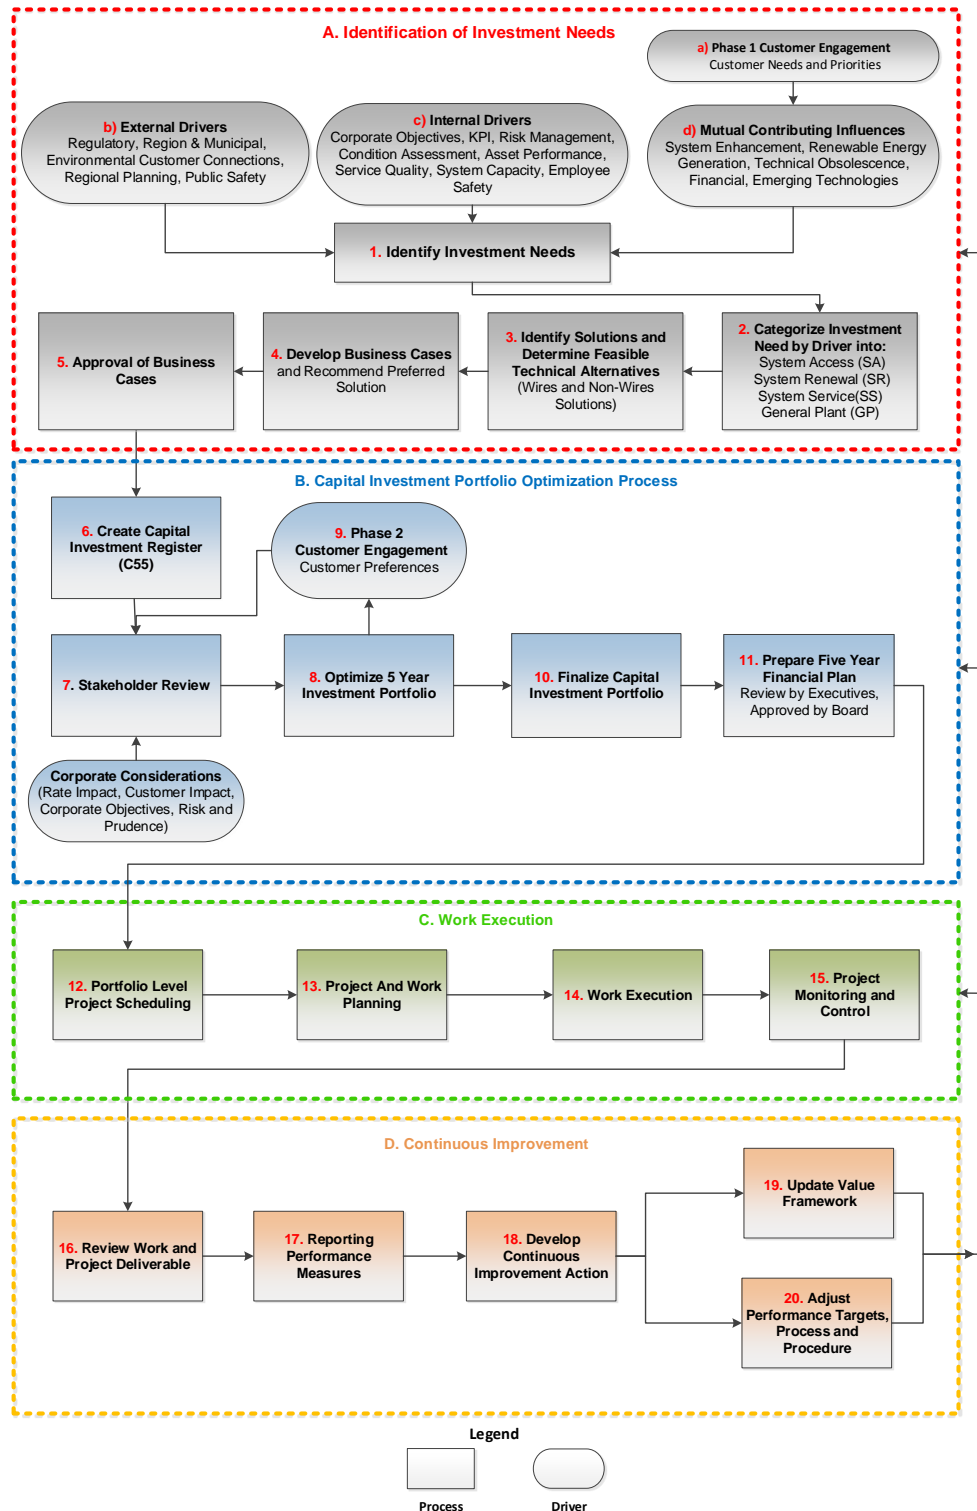 A. Identification of Investment Needs
a) Phase 1 Customer Engagement
Customer Needs and Priorities
b) External Drivers
Regulatory, Region & Municipal,
Environmental Customer Connections,
Regional Planning, Public Safety
c) Internal Drivers
Corporate Objectives, KPI, Risk Management,
Condition Assessment, Asset Performance,
Service Quality, System Capacity, Employee
Safety
d) Mutual Contributing Influences
System Enhancement, Renewable Energy
Generation, Technical Obsolescence,
Financial, Emerging Technologies
1. Identify Investment Needs
2. Categorize Investment
Need by Driver into:
System Access (SA)
System Renewal (SR)
System Service(SS)
General Plant (GP)
3. Identify Solutions and
Determine Feasible
Technical Alternatives
(Wires and Non-Wires
Solutions)
4. Develop Business Cases
and Recommend Preferred
Solution
5. Approval of Business
Cases
B. Capital Investment Portfolio Optimization Process
6. Create Capital
Investment Register
(C55)
9. Phase 2
Customer Engagement
Customer Preferences
7. Stakeholder Review
8. Optimize 5 Year
Investment Portfolio
10. Finalize Capital
Investment Portfolio
11. Prepare Five Year
Financial Plan
Review by Executives,
Approved by Board
Corporate Considerations
(Rate Impact, Customer Impact,
Corporate Objectives, Risk and
Prudence)
C. Work Execution
12. Portfolio Level
Project Scheduling
13. Project And Work
Planning
14. Work Execution
15. Project
Monitoring and
Control
D. Continuous Improvement
16. Review Work and
Project Deliverable
17. Reporting
Performance
Measures
18. Develop
Continuous
Improvement Action
19. Update Value
Framework
20. Adjust
Performance Targets,
Process and
Procedure
Legend
Process
Driver